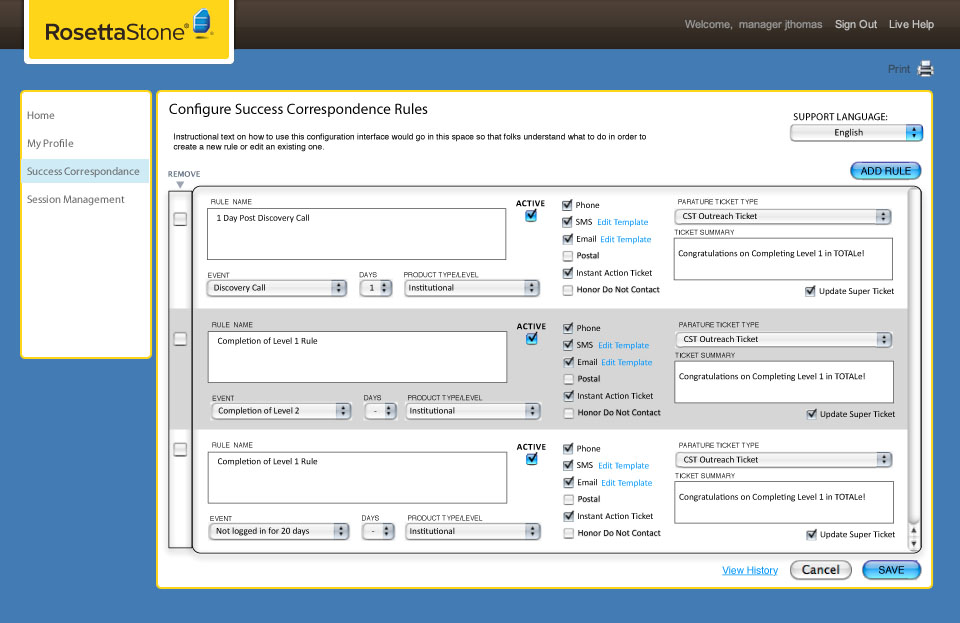 RosettaStone®
Welcome, manager jthomas Sign Out Live Help
Print
Home
My Profile
Success Correspondance
Session Management
Configure Success Correspondence Rules
Instructional text on how to use this configuration interface would go in this space so that folks understand what to do in order to
create a new rule or edit an existing one.
SUPPORT LANGUAGE:
English
ADD RULE
REMOVE
RULE NAME
1 Day Post Discovery Call
EVENT DAYS PRODUCT TYPE/LEVEL
Discovery Call 1 Institutional
ACTIVE
Phone
SMS Edit Template
Email Edit Template
Postal
Instant Action Ticket
Honor Do Not Contact
PARATURE TICKET TYPE
CST Outreach Ticket
TICKET SUMMARY
Congratulations on Completing Level 1 in TOTALe!
Update Super Ticket
RULE NAME
Completion of Level 1 Rule
EVENT DAYS PRODUCT TYPE/LEVEL
Completion of Level 2 - Institutional
ACTIVE
Phone
SMS Edit Template
Email Edit Template
Postal
Instant Action Ticket
Honor Do Not Contact
PARATURE TICKET TYPE
CST Outreach Ticket
TICKET SUMMARY
Congratulations on Completing Level 1 in TOTALe!
Update Super Ticket
RULE NAME
Completion of Level 1 Rule
EVENT DAYS PRODUCT TYPE/LEVEL
Not logged in for 20 days - Institutional
ACTIVE
Phone
SMS Edit Template
Email Edit Template
Postal
Instant Action Ticket
Honor Do Not Contact
PARATURE TICKET TYPE
CST Outreach Ticket
TICKET SUMMARY
Congratulations on Completing Level 1 in TOTALe!
Update Super Ticket
View History Cancel SAVE